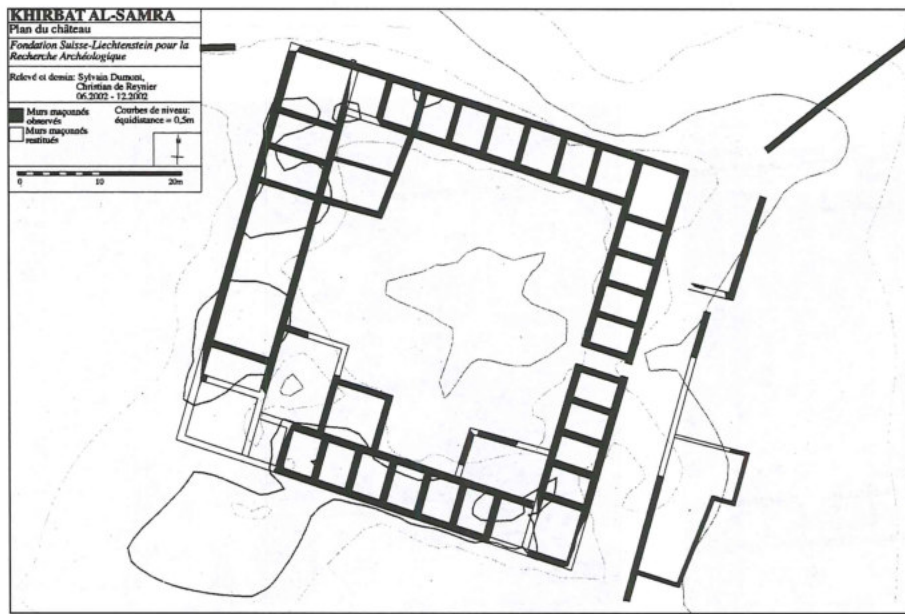 KHIRBAT AL-SAMRA
Plan du château
Fondation Suisse-Liechtenstein pour la
Recherche Archéologique
Relevé et dessin: Sylvain Dumont,
Christian de Reynier
06.2002 - 12.2002
Murs maçonnés
observés
Murs maçonnés
restitués
Courbes de niveau:
équidistance = 0,5m
0 10 20m